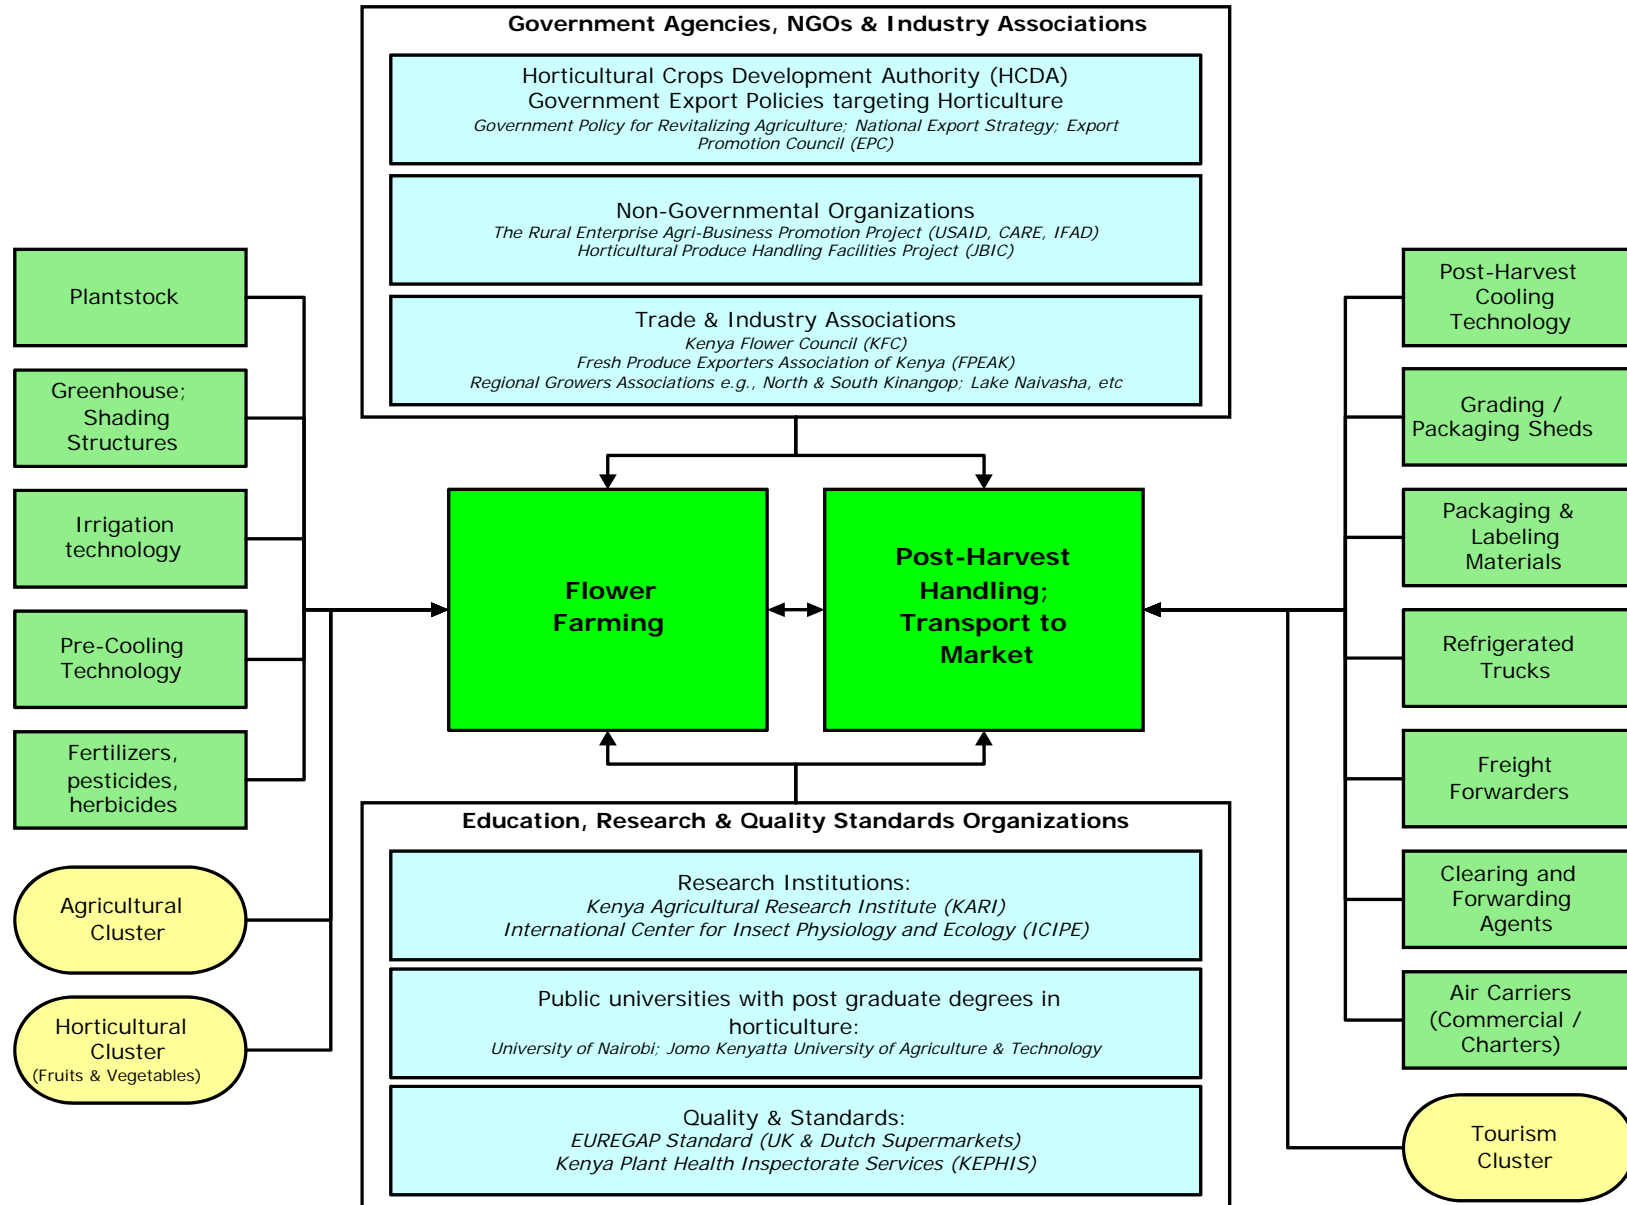 Government Agencies, NGOs & Industry Associations
Horticultural Crops Development Authority (HCDA)
Government Export Policies targeting Horticulture
Government Policy for Revitalizing Agriculture; National Export Strategy; Export
Promotion Council (EPC)
Non-Governmental Organizations
The Rural Enterprise Agri-Business Promotion Project (USAID, CARE, IFAD)
Horticultural Produce Handling Facilities Project (JBIC)
Trade & Industry Associations
Kenya Flower Council (KFC)
Fresh Produce Exporters Association of Kenya (FPEAK)
Regional Growers Associations e.g., North & South Kinangop; Lake Naivasha, etc
Plantstock
Greenhouse;
Shading
Structures
Irrigation
technology
Pre-Cooling
Technology
Fertilizers,
pesticides,
herbicides
Agricultural
Cluster
Horticultural
Cluster
(Fruits & Vegetables)
Flower
Farming
Post-Harvest
Handling;
Transport to
Market
Post-Harvest
Cooling
Technology
Grading /
Packaging Sheds
Packaging &
Labeling
Materials
Refrigerated
Trucks
Freight
Forwarders
Clearing and
Forwarding
Agents
Air Carriers
(Commercial /
Charters)
Tourism
Cluster
Education, Research & Quality Standards Organizations
Research Institutions:
Kenya Agricultural Research Institute (KARI)
International Center for Insect Physiology and Ecology (ICIPE)
Public universities with post graduate degrees in
horticulture:
University of Nairobi; Jomo Kenyatta University of Agriculture & Technology
Quality & Standards:
EUREGAP Standard (UK & Dutch Supermarkets)
Kenya Plant Health Inspectorate Services (KEPHIS)